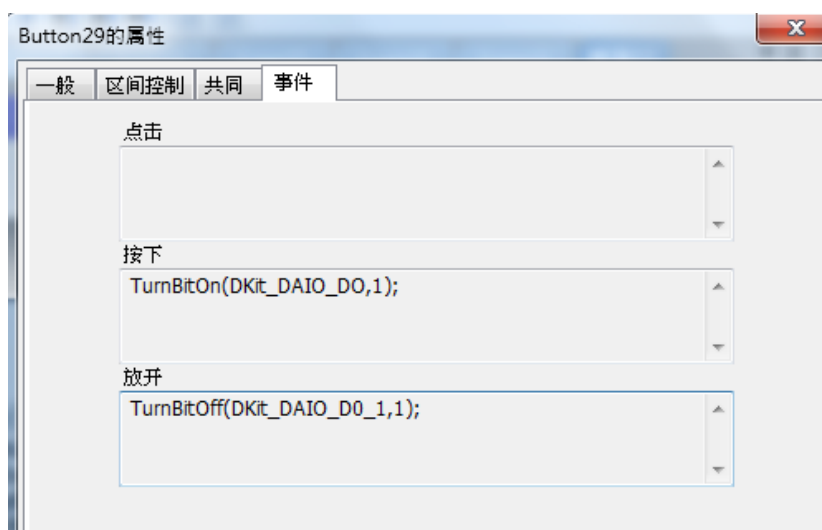 Button29的属性
一般 区间控制 共同 事件
点击
按下
TurnBitOn(DKit_DAIO_DO,1);
放开
TurnBitOff(DKit_DAIO_D0_1,1);